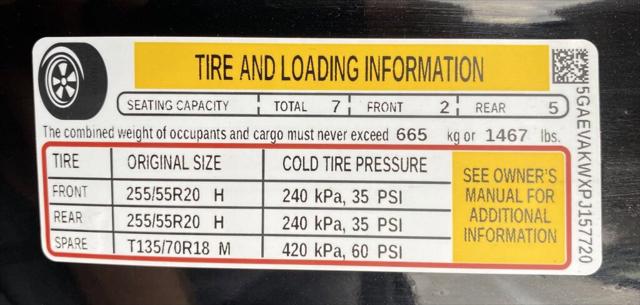 TIRE AND LOADING INFORMATION
SEATING CAPACITY TOTAL 7 FRONT 2 REAR 5
The combined weight of occupants and cargo must never exceed 665 kg or 1467 lbs.
TIRE ORIGINAL SIZE COLD TIRE PRESSURE
FRONT 255/55R20 H 240 kPa, 35 PSI
REAR 255/55R20 H 240 kPa, 35 PSI
SPARE T135/70R18 M 420 kPa, 60 PSI
SEE OWNER'S
MANUAL FOR
ADDITIONAL
INFORMATION
5GAEVAKWXPJ157720